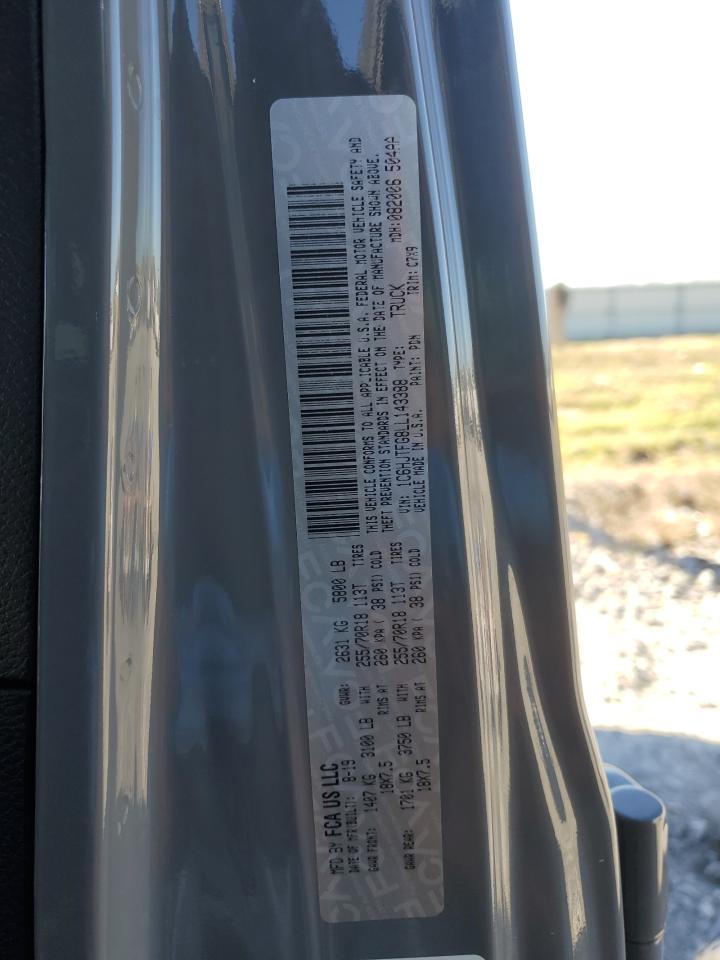 MFD BY FCA US LLC
DATE OF MFR(BUILT): 8-19 GVWR: 2631 KG 5800 LB
GAWR FRONT: 1407 KG 3100 LB WITH 255/70R18 113T TIRES
18X7.5 RIMS AT 260 KPA ( 38 PSI) COLD
GAWR REAR: 1701 KG 3750 LB WITH 255/70R18 113T TIRES
18X7.5 RIMS AT 260 KPA ( 38 PSI) COLD
THIS VEHICLE CONFORMS TO ALL APPLICABLE U.S.A. FEDERAL MOTOR VEHICLE SAFETY AND
THEFT PREVENTION STANDARDS IN EFFECT ON THE DATE OF MANUFACTURE SHOWN ABOVE.
VIN: 1C6HJTFG8LL143388 TYPE: TRUCK MDH:082006 504AA
VEHICLE MADE IN U.S.A. PAINT: PDN TRIM: C7X9